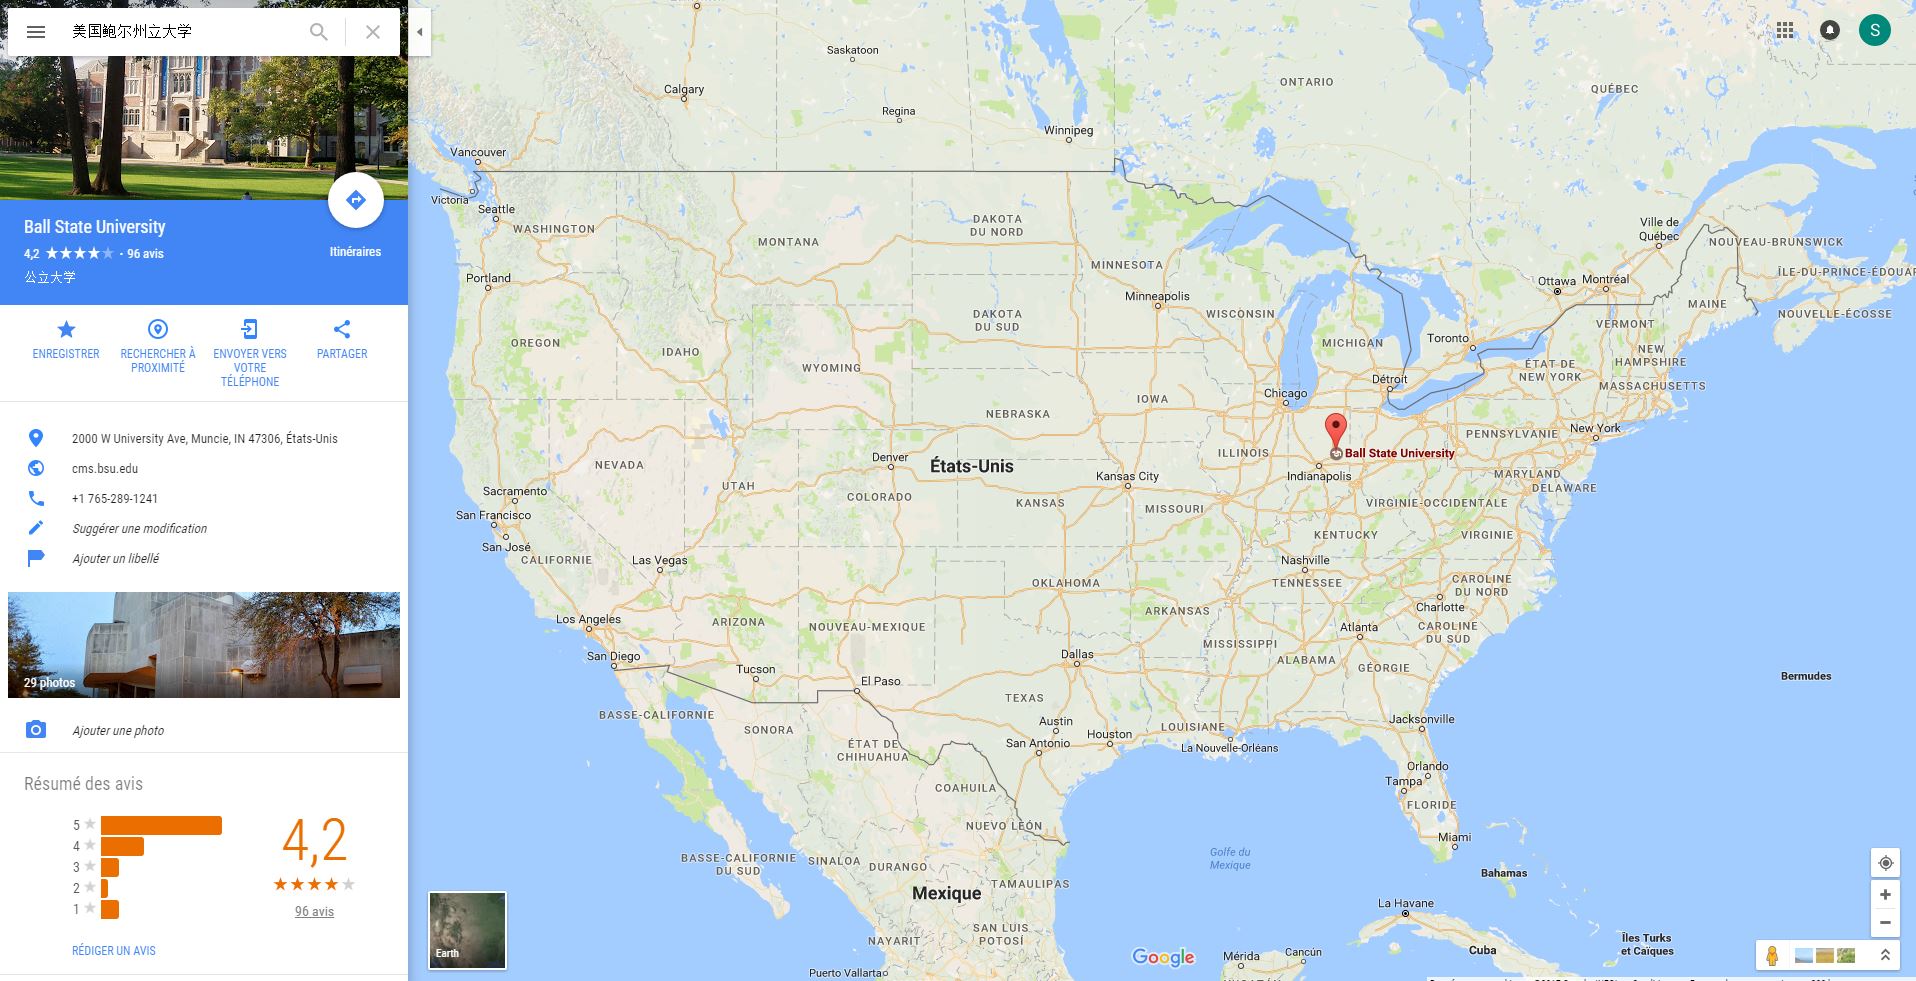 美国鲍尔州立大学
Ball State University
4,2 ★★★★★ · 96 avis
公立大学
Itinéraires
ENREGISTRER
RECHERCHER À
PROXIMITÉ
ENVOYER VERS
VOTRE
TÉLÉPHONE
PARTAGER
2000 W University Ave, Muncie, IN 47306, États-Unis
cms.bsu.edu
+1 765-289-1241
Suggérer une modification
Ajouter un libellé
29 photos
Ajouter une photo
Résumé des avis
5
4
3
2
1
4,2
96 avis
RÉDIGER UN AVIS
S
Saskatoon
Calgary
Regina
Winnipeg
ONTARIO
QUÉBEC
Vancouver
Victoria
Seattle
WASHINGTON
MONTANA
DAKOTA
DU NORD
MINNESOTA
Ville de
Québec
NOUVEAU-BRUNSWICK
ÎLE-DU-PRINCE-ÉDOUAR
Portland
Minneapolis
Ottawa
Montréal
MAINE
NOUVELLE-ÉCOSSE
DAKOTA
DU SUD
WISCONSIN
VERMONT
OREGON
IDAHO
WYOMING
MICHIGAN
Toronto
NEW
HAMPSHIRE
ÉTAT DE
NEW YORK
MASSACHUSETTS
Détroit
Chicago
IOWA
NEBRASKA
PENNSYLVANIE
New York
ILLINOIS
Ball State University
Indianapolis
NEVADA
UTAH
Denver
États-Unis
COLORADO
Kansas City
KANSAS
MISSOURI
MARYLAND
DELAWARE
VIRGINIE-OCCIDENTALE
Sacramento
San Francisco
San José
CALIFORNIE
Las Vegas
KENTUCKY
VIRGINIE
Nashville
TENNESSEE
OKLAHOMA
CAROLINE
DU NORD
Charlotte
ARKANSAS
Los Angeles
ARIZONA
NOUVEAU-MEXIQUE
Atlanta
CAROLINE
DU SUD
MISSISSIPPI
ALABAMA
GÉORGIE
San Diego
Tucson
El Paso
Dallas
TEXAS
Bermudes
BASSE-CALIFORNIE
SONORA
ÉTAT DE
CHIHUAHUA
Austin
San Antonio
Houston
LOUISIANE
La Nouvelle-Orléans
Jacksonville
COAHUILA
Orlando
Tampa
FLORIDE
NUEVO LEÓN
Miami
BASSE-CALIFORNIE
DU SUD
SINALOA
DURANGO
Golfe du
Mexique
Bahamas
Mexique
TAMAULIPAS
La Havane
SAN LUIS
POTOSÍ
NAYARIT
Cuba
Îles Turks
et Caïques
Earth
Google
Mérida
Cancún
Puerto Vallarta
YUCATÁN